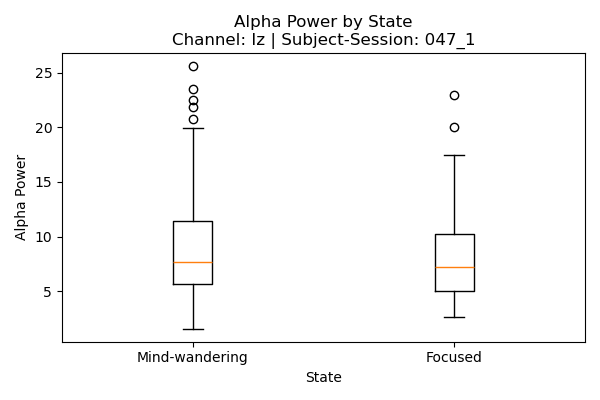 Alpha Power by State
Channel: Iz | Subject-Session: 047_1
Alpha Power
25
20
15
10
5
Mind-wandering
Focused
State